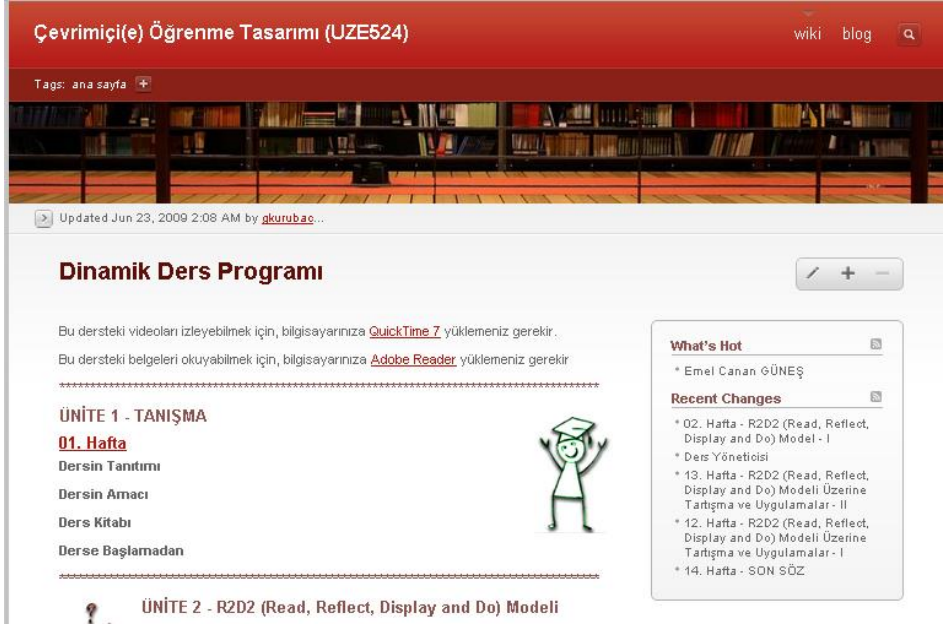 Çevrimiçi(e) Öğrenme Tasarımı (UZE524)
wiki blog
Tags: ana sayfa +
Updated Jun 23, 2009 2:08 AM by gkurubac...
Dinamik Ders Programı
Bu dersteki videoları izleyebilmek için, bilgisayarınıza QuickTime 7 yüklemeniz gerekir.
Bu dersteki belgeleri okuyabilmek için, bilgisayarınıza Adobe Reader yüklemeniz gerekir
ÜNİTE 1 - TANIŞMA
01. Hafta
Dersin Tanıtımı
Dersin Amacı
Ders Kitabı
Derse Başlamadan
ÜNİTE 2 - R2D2 (Read, Reflect, Display and Do) Modeli
What's Hot
* Emel Canan GÜNEŞ
Recent Changes
* 02. Hafta - R2D2 (Read, Reflect,
Display and Do) Model - I
* Ders Yöneticisi
* 13. Hafta - R2D2 (Read, Reflect,
Display and Do) Modeli Üzerine
Tartışma ve Uygulamalar - II
* 12. Hafta - R2D2 (Read, Reflect,
Display and Do) Modeli Üzerine
Tartışma ve Uygulamalar - I
* 14. Hafta - SON SÖZ